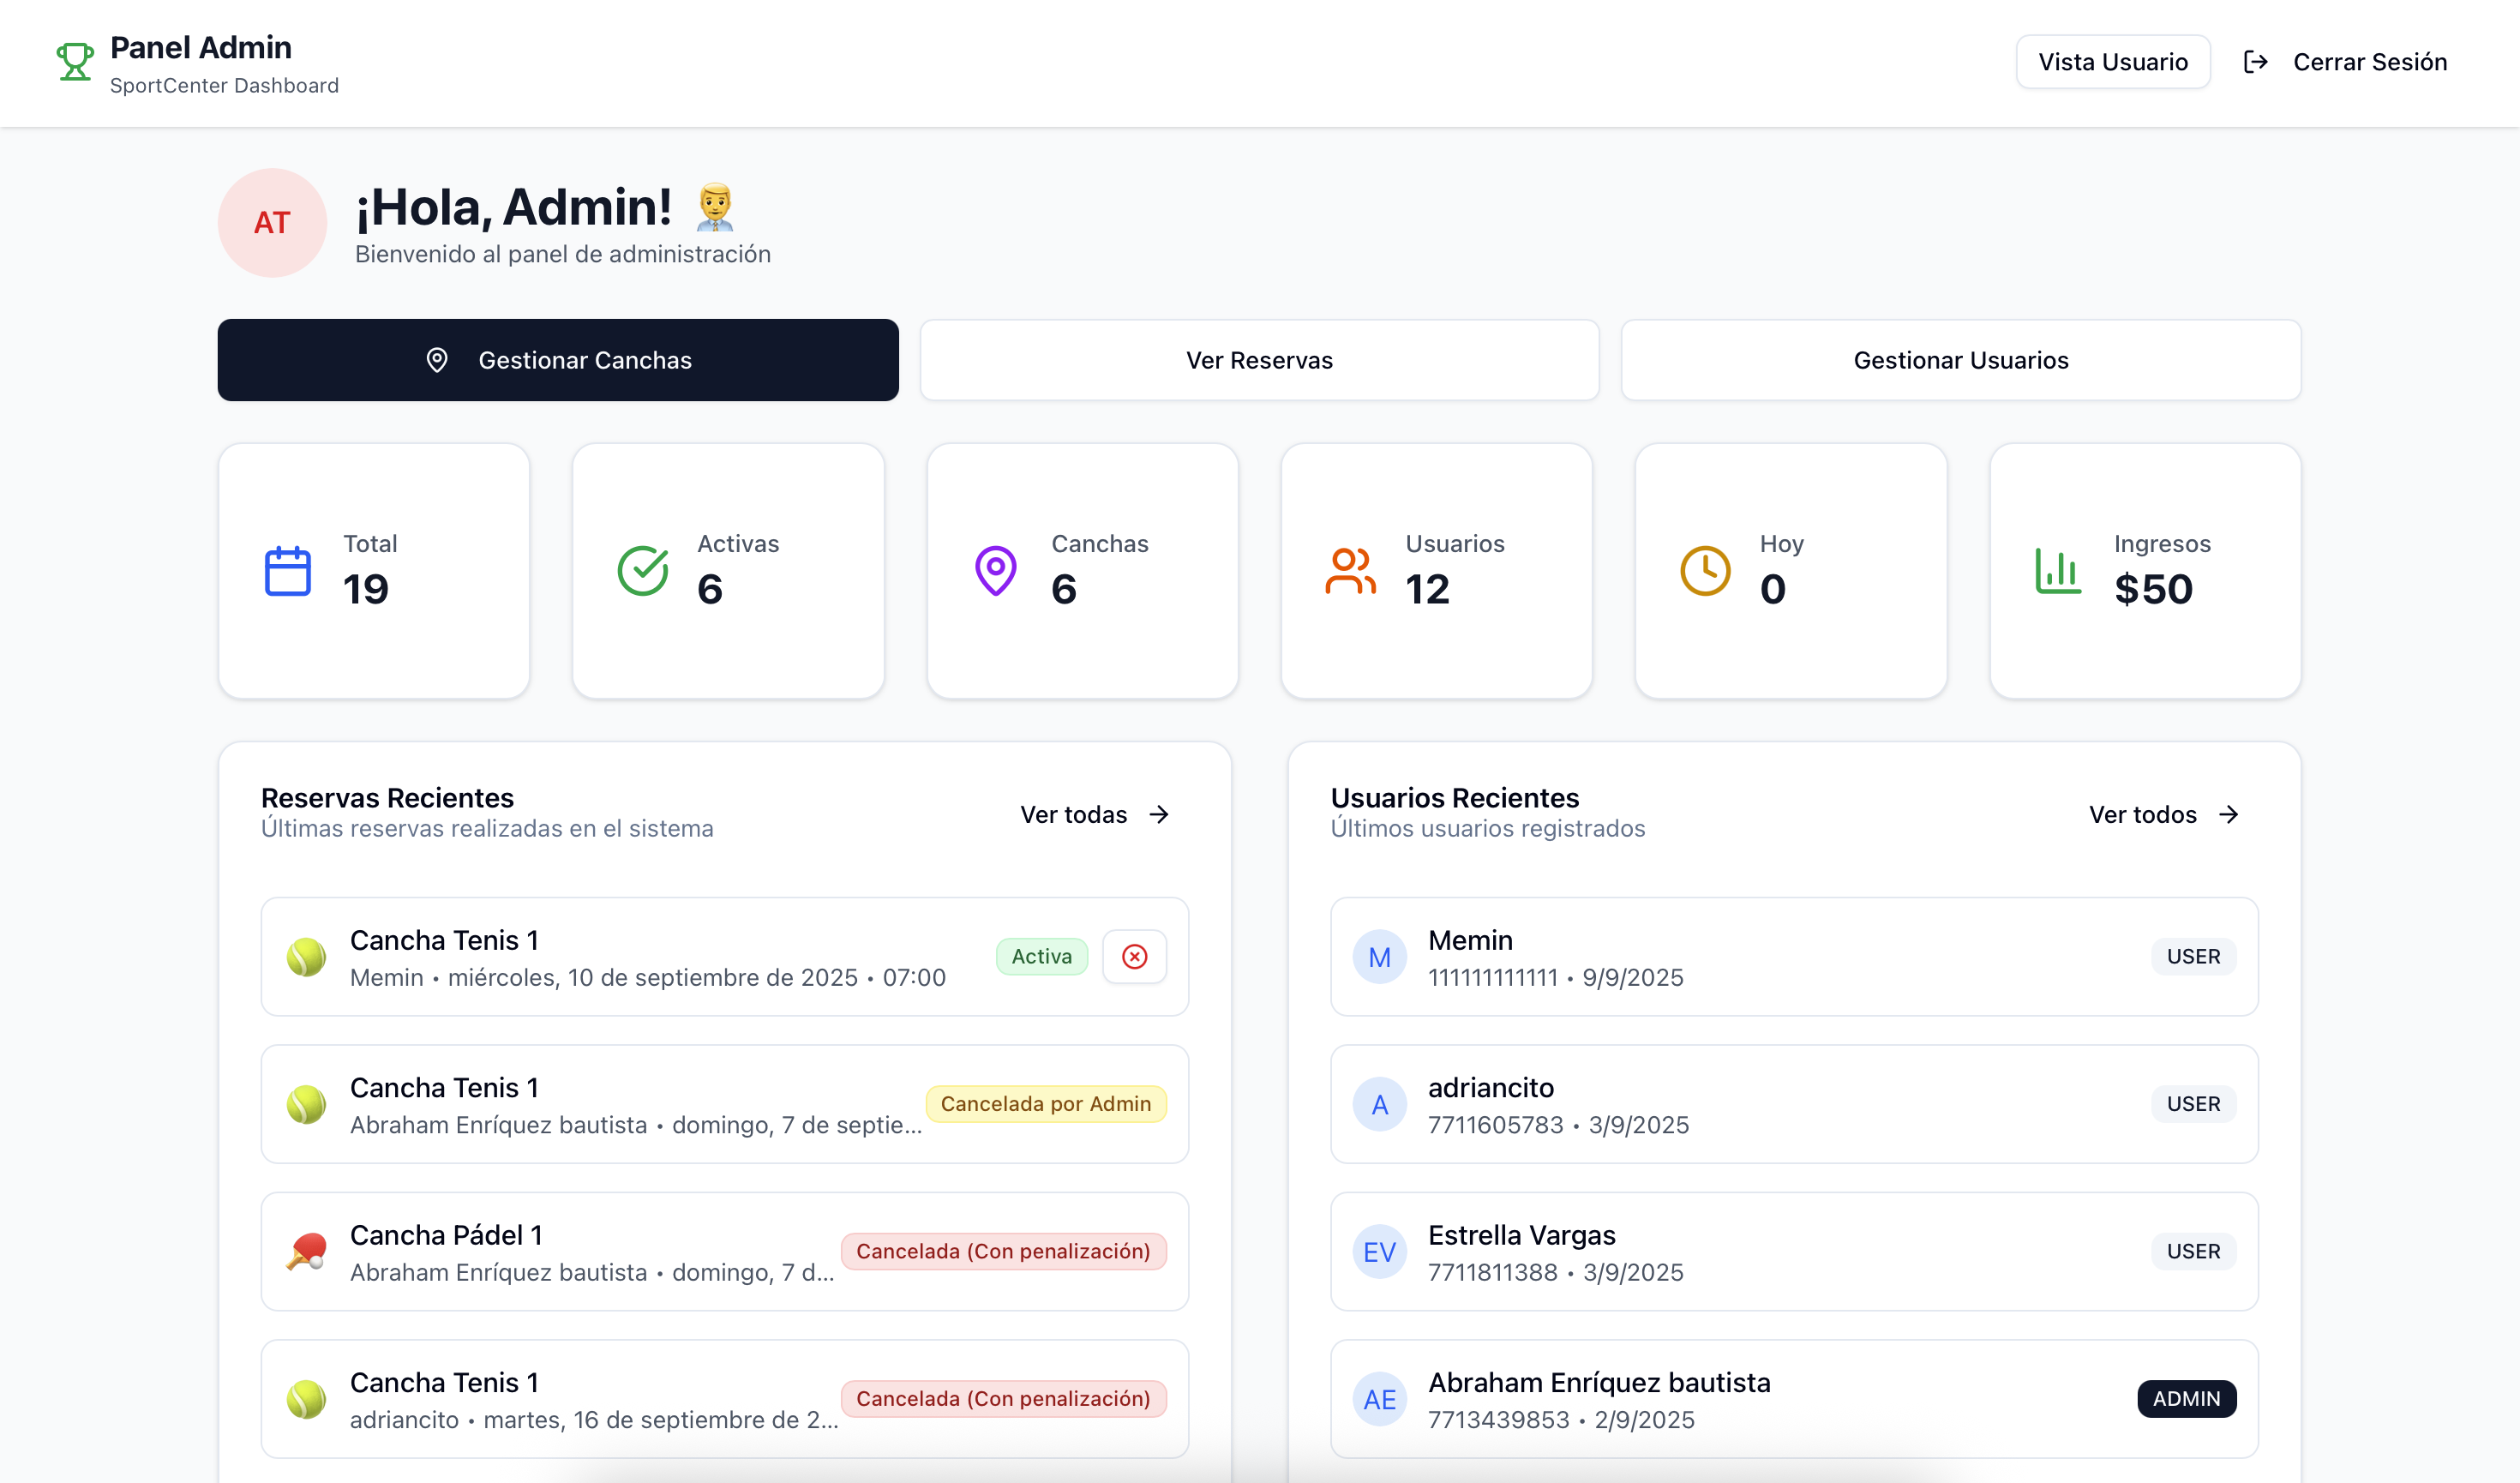 Panel Admin
SportCenter Dashboard
Vista Usuario
Cerrar Sesión
AT
¡Hola, Admin! 👨‍💼
Bienvenido al panel de administración
Gestionar Canchas
Ver Reservas
Gestionar Usuarios
Total
19
Activas
6
Canchas
6
Usuarios
12
Hoy
0
Ingresos
$50
Reservas Recientes
Últimas reservas realizadas en el sistema
Ver todas →
Cancha Tenis 1
Memin • miércoles, 10 de septiembre de 2025 • 07:00
Activa
Cancha Tenis 1
Abraham Enríquez bautista • domingo, 7 de septie...
Cancelada por Admin
Cancha Pádel 1
Abraham Enríquez bautista • domingo, 7 d...
Cancelada (Con penalización)
Cancha Tenis 1
adriancito • martes, 16 de septiembre de 2...
Cancelada (Con penalización)
Usuarios Recientes
Últimos usuarios registrados
Ver todos →
M
Memin
111111111111 • 9/9/2025
USER
A
adriancito
7711605783 • 3/9/2025
USER
EV
Estrella Vargas
7711811388 • 3/9/2025
USER
AE
Abraham Enríquez bautista
7713439853 • 2/9/2025
ADMIN